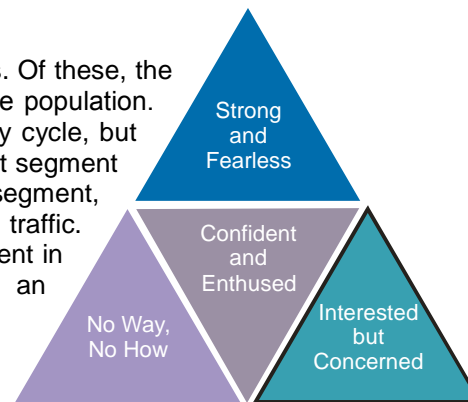 s. Of these, the
e population.
y cycle, but
t segment
segment,
traffic.
ent in
an
Strong
and
Fearless
Confident
and
Enthused
No Way,
No How
Interested
but
Concerned